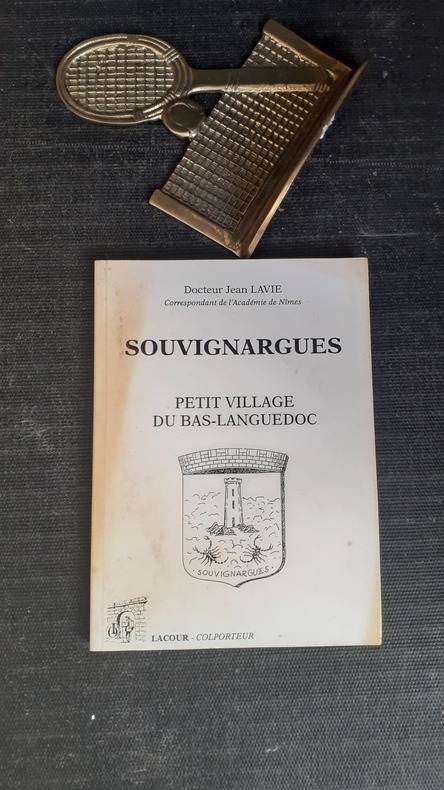 Docteur Jean LAVIE
Correspondant de l'Académie de Nîmes
SOUVIGNARGUES
PETIT VILLAGE
DU BAS-LANGUEDOC
· SOUVIGNARGUES ·
LACOUR - COLPORTEUR